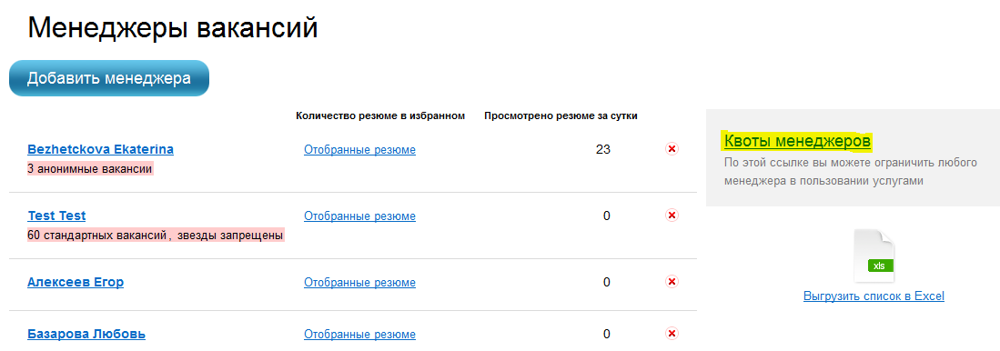 Менеджеры вакансий
Добавить менеджера
Количество резюме в избранном Просмотрено резюме за сутки
Bezhetckova Ekaterina Отобранные резюме 23
3 анонимные вакансии
Test Test Отобранные резюме 0
60 стандартных вакансий , звезды запрещены
Алексеев Егор Отобранные резюме 0
Базарова Любовь Отобранные резюме 0
Квоты менеджеров
По этой ссылке вы можете ограничить любого
менеджера в пользовании услугами
xls
Выгрузить список в Excel